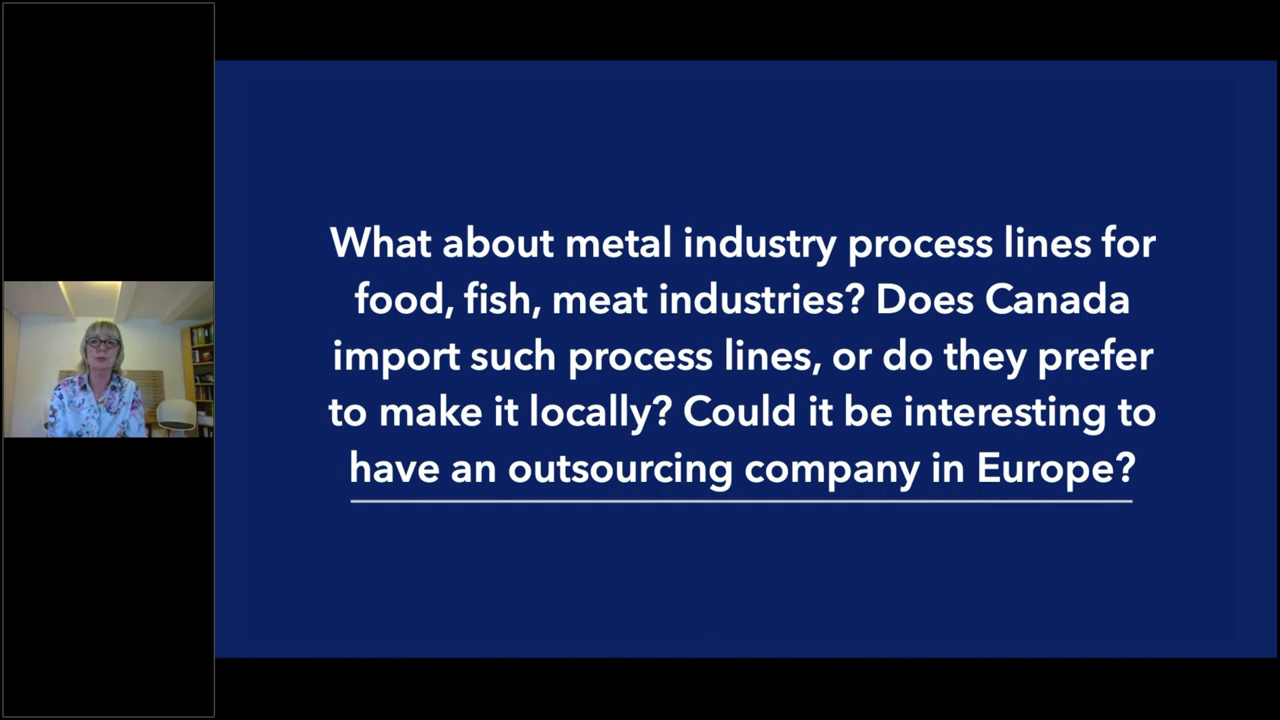 What about metal industry process lines for
food, fish, meat industries? Does Canada
import such process lines, or do they prefer
to make it locally? Could it be interesting to
have an outsourcing company in Europe?